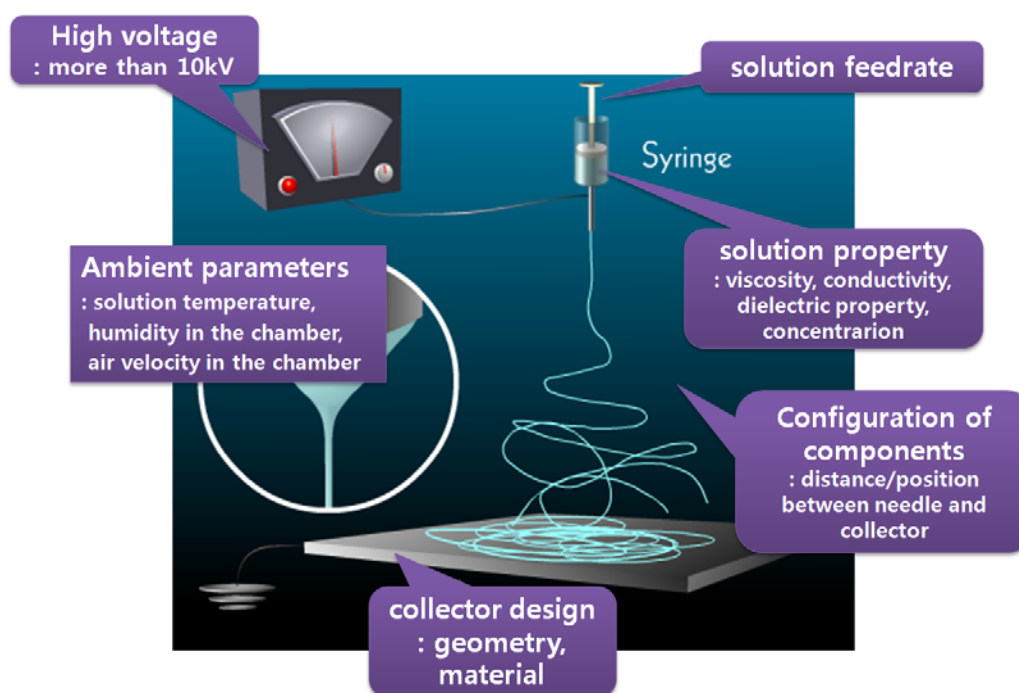 High voltage
: more than 10kV
solution feedrate
Syringe
solution property
: viscosity, conductivity,
dielectric property,
concentrarion
Ambient parameters
: solution temperature,
humidity in the chamber,
air velocity in the chamber
Configuration of
components
: distance/position
between needle and
collector
collector design
: geometry,
material